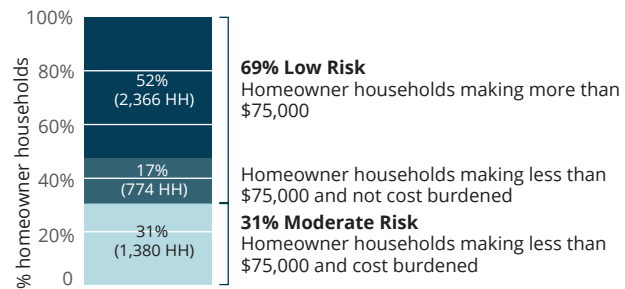 % homeowner households
100%
80%
60%
40%
20%
0
52%
(2,366 HH)
17%
(774 HH)
31%
(1,380 HH)
69% Low Risk
Homeowner households making more than
$75,000
Homeowner households making less than
$75,000 and not cost burdened
31% Moderate Risk
Homeowner households making less than
$75,000 and cost burdened